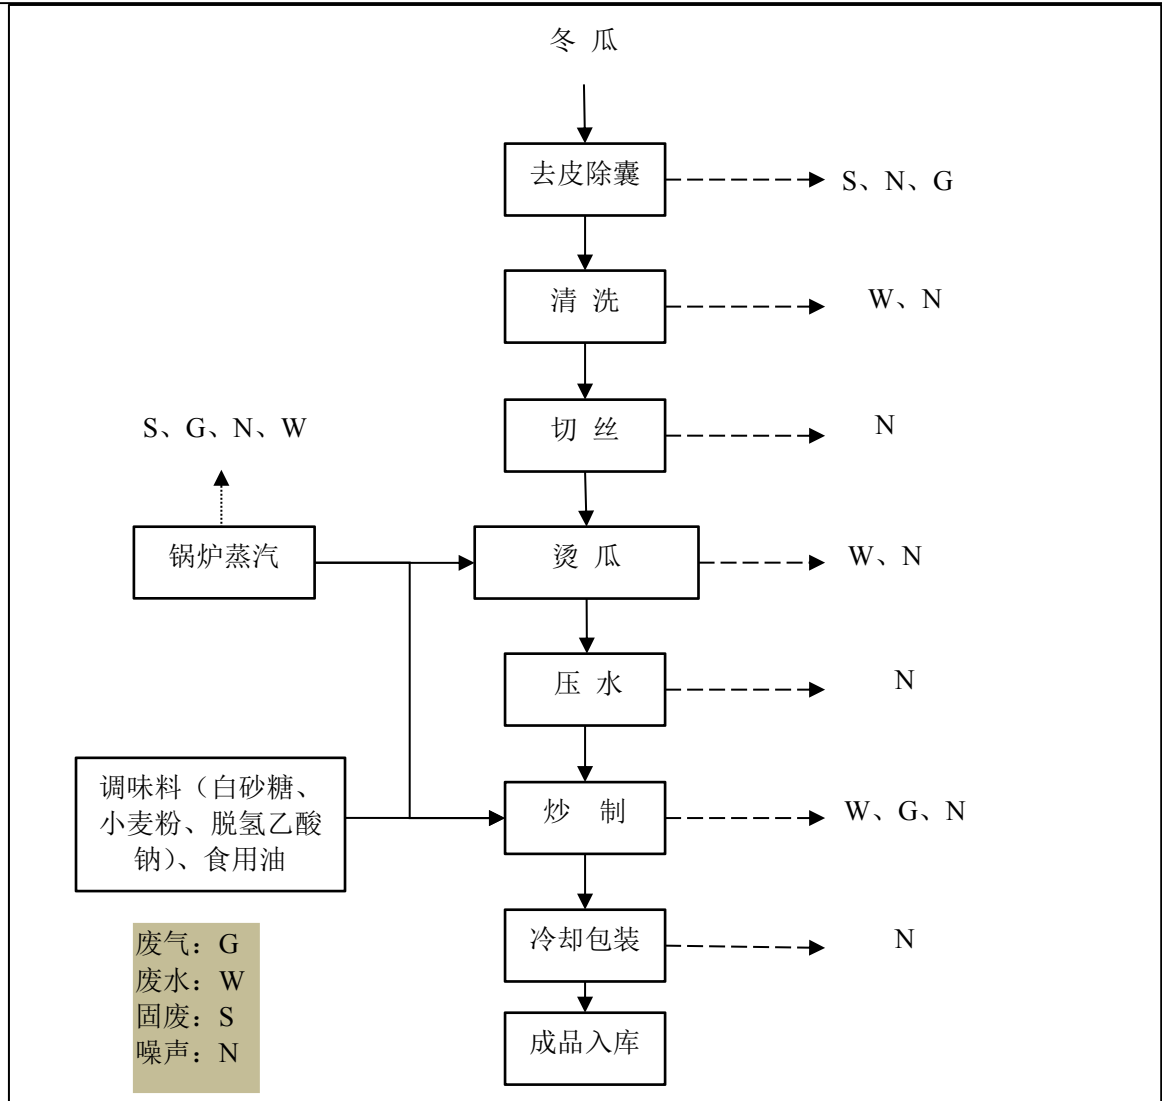 冬 瓜
去皮除囊
S、N、G
清 洗
W、N
切 丝
N
S、G、N、W
锅炉蒸汽
烫 瓜
W、N
压 水
N
调味料（白砂糖、
小麦粉、脱氢乙酸
钠）、食用油
炒 制
W、G、N
冷却包装
N
废气：G
废水：W
固废：S
噪声：N
成品入库